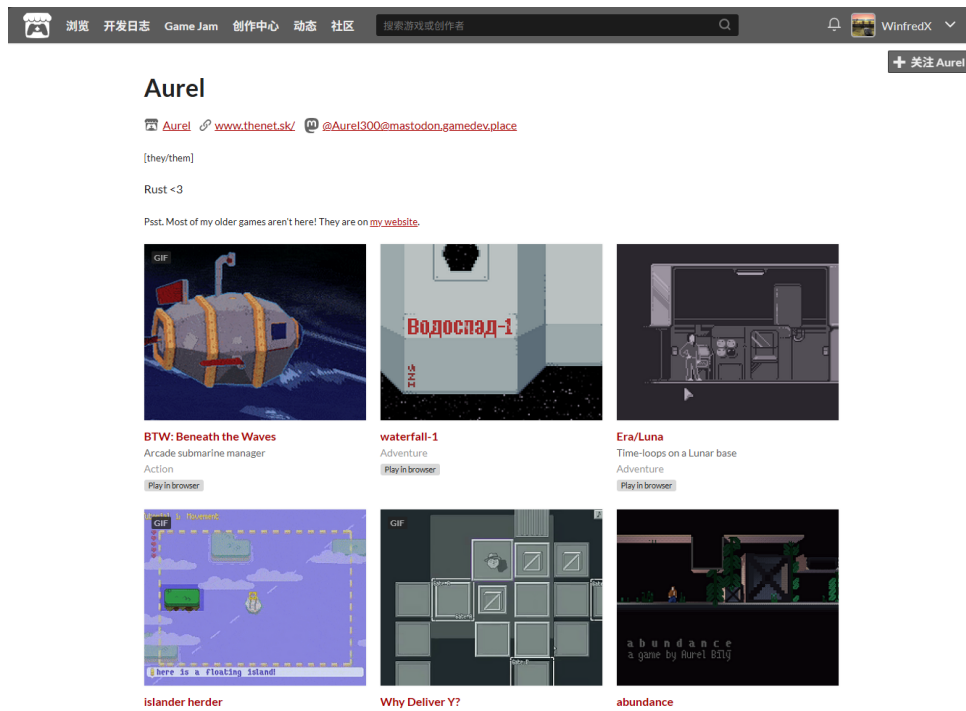 浏览 开发日志 Game Jam 创作中心 动态 社区 搜索游戏或创作者 WinfredX
关注 Aurel
Aurel
Aurel www.thenet.sk/ @Aurel300@mastodon.gamedev.place
[they/them]
Rust <3
Psst. Most of my older games aren't here! They are on my website.
GIF
Водоспад-1
BTW: Beneath the Waves
Arcade submarine manager
Action
Play in browser
waterfall-1
Adventure
Play in browser
Era/Luna
Time-loops on a Lunar base
Adventure
Play in browser
GIF
Movement
here is a floating island!
GIF
abundance
a game by Aurel Bílý
islander herder
Why Deliver Y?
abundance